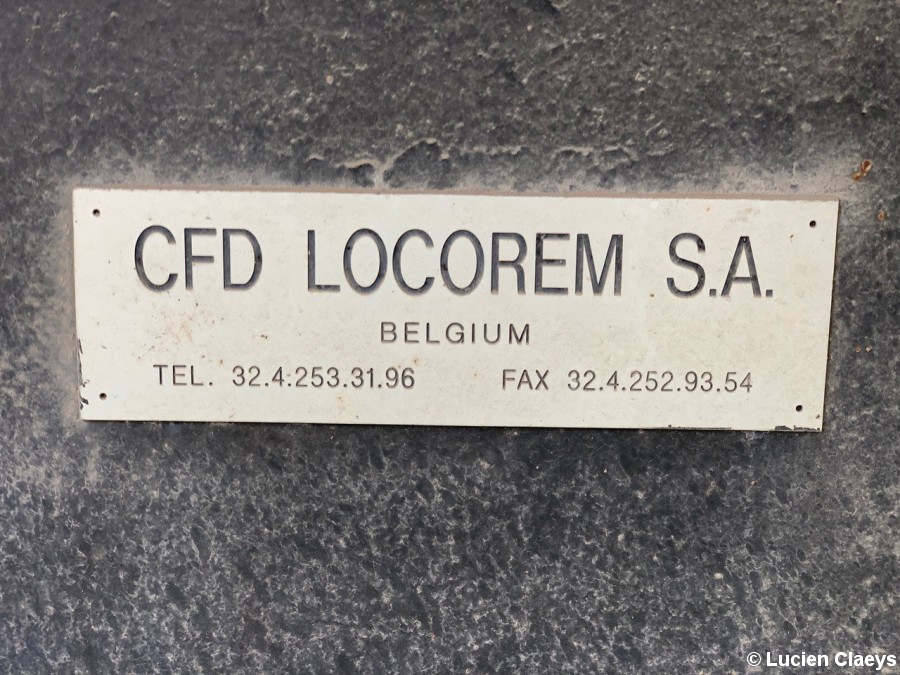 CFD LOCOREM S.A.
BELGIUM
TEL. 32.4.253.31.96 FAX 32.4.252.93.54
© Lucien Claeys